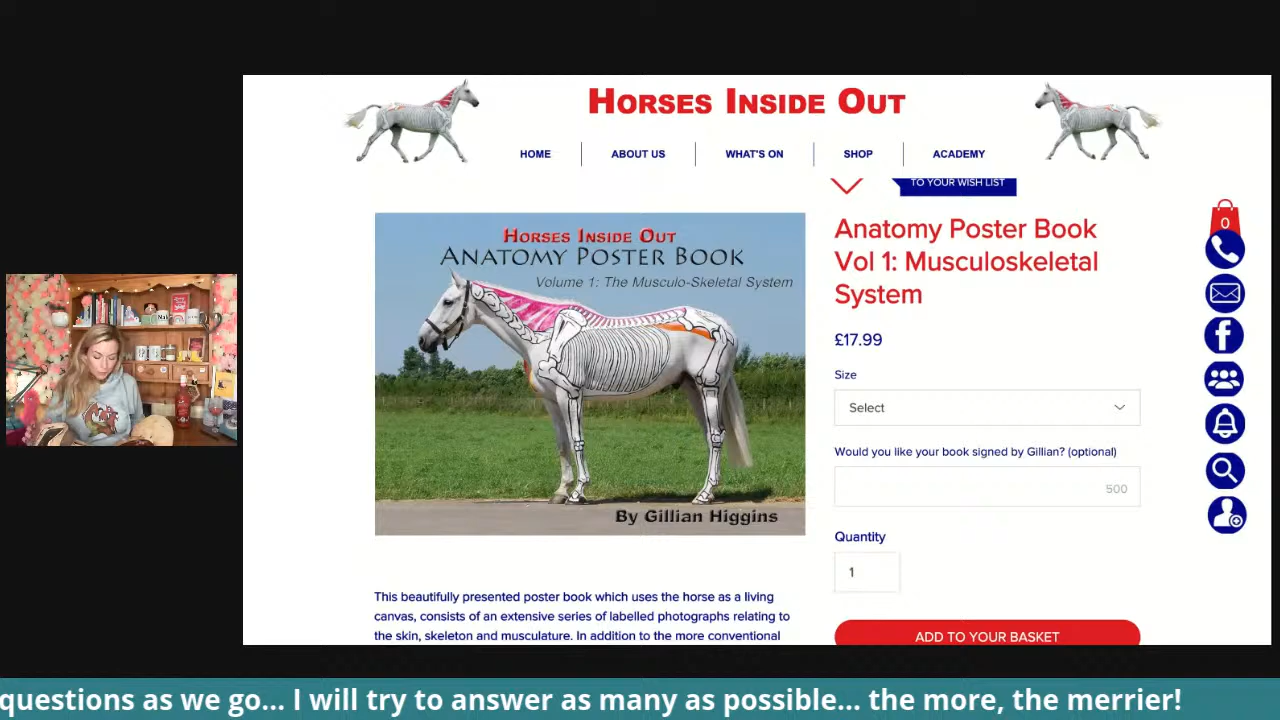 HORSES INSIDE OUT
HOME
ABOUT US
WHAT'S ON
SHOP
ACADEMY
TO YOUR WISH LIST
HORSES INSIDE OUT
ANATOMY POSTER BOOK
Volume 1: The Musculo-Skeletal System
By Gillian Higgins
Anatomy Poster Book
Vol 1: Musculoskeletal
System
£17.99
Size
Select
Would you like your book signed by Gillian? (optional)
500
Quantity
1
ADD TO YOUR BASKET
0
This beautifully presented poster book which uses the horse as a living
canvas, consists of an extensive series of labelled photographs relating to
the skin, skeleton and musculature. In addition to the more conventional
questions as we go... I will try to answer as many as possible... the more, the merrier!